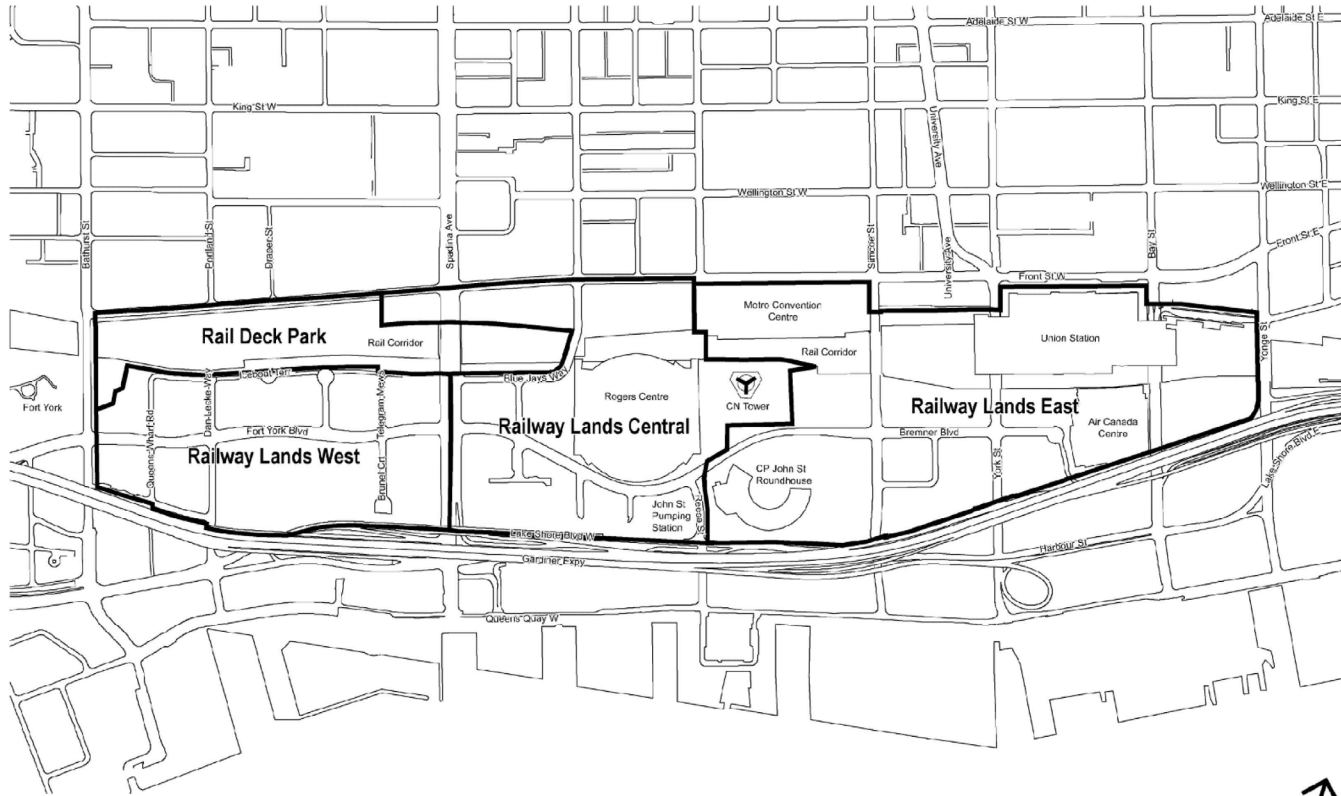 Adelaide St W
Adelaide St E
King St W
King St E
University Ave
Wellington St W
Wellington St E
Bathurst St
Portland St
Draper St
Spadina Ave
Simcoe St
University Ave
Bay St
Front St E
Front St W
Metro Convention
Centre
Rail Deck Park
Rail Corridor
Rail Corridor
Union Station
Yonge St
Lebout Terr
Blue Jays Way
Fort York
Queens Wharf Rd
Dan Leckie Way
Telegram Mews
Rogers Centre
CN Tower
Railway Lands East
Railway Lands Central
Air Canada
Centre
Fort York Blvd
Bremner Blvd
Railway Lands West
Brunel Crt
York St
Lake Shore Blvd E
CP John St
Roundhouse
John St
Pumping
Station
Reese St
Lake Shore Blvd W
Harbour St
Gardiner Expy
Queens Quay W